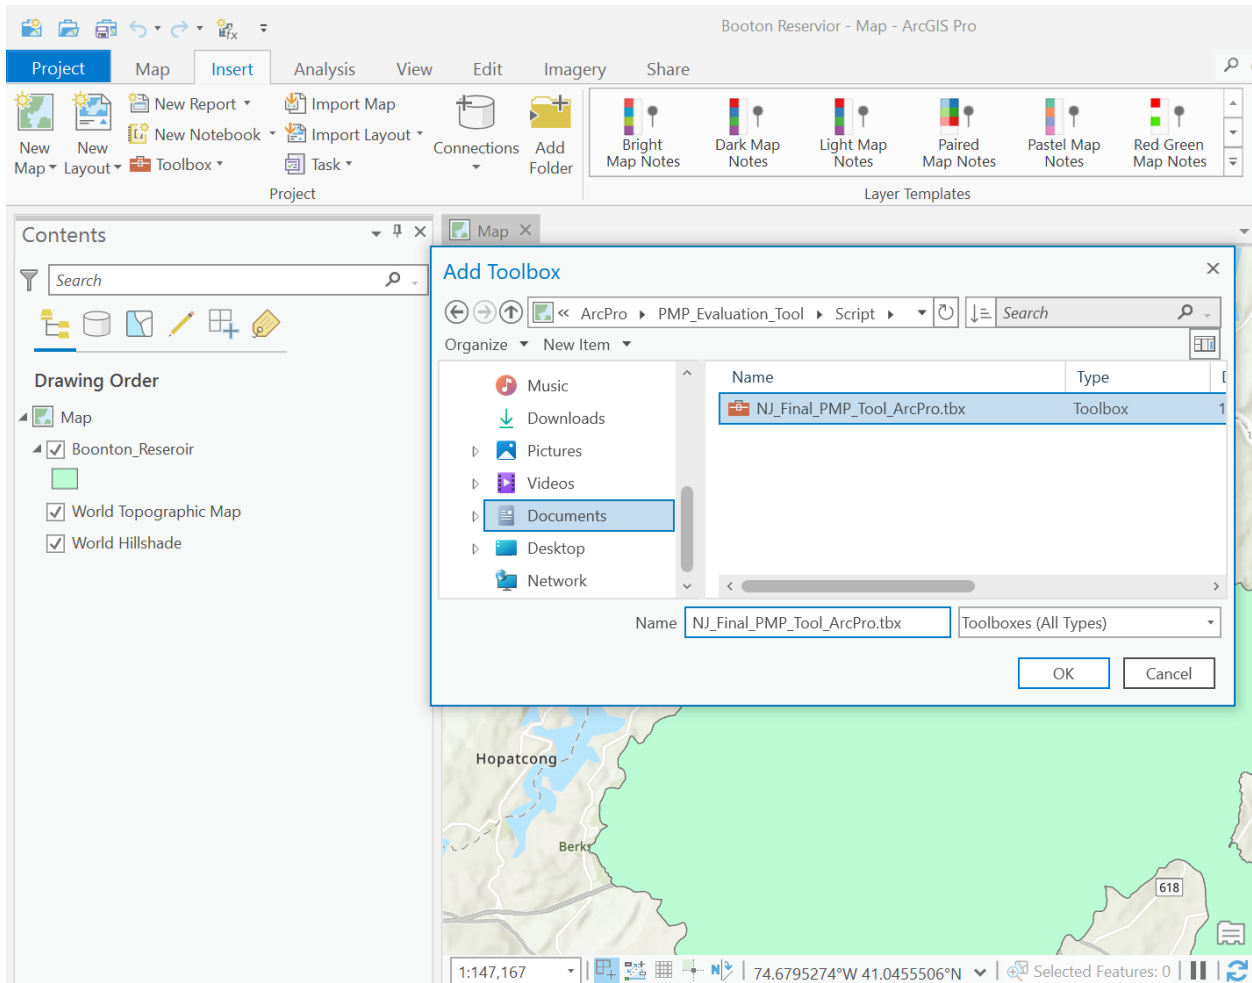 Booton Reservior - Map - ArcGIS Pro
Project Map Insert Analysis View Edit Imagery Share
New Map
New Layout
New Report
New Notebook
Toolbox
Import Map
Import Layout
Task
Connections
Add Folder
Project
Bright Map Notes
Dark Map Notes
Light Map Notes
Paired Map Notes
Pastel Map Notes
Red Green Map Notes
Layer Templates
Contents
Search
Drawing Order
Map
Boonton_Reseroir
World Topographic Map
World Hillshade
Map
Add Toolbox
« ArcPro PMP_Evaluation_Tool Script
Search
Organize New Item
Music
Downloads
Pictures
Videos
Documents
Desktop
Network
Name Type
NJ_Final_PMP_Tool_ArcPro.tbx Toolbox 1
Name NJ_Final_PMP_Tool_ArcPro.tbx Toolboxes (All Types)
OK Cancel
Hopatcong
Berks
618
1:147,167 74.6795274°W 41.0455506°N Selected Features: 0